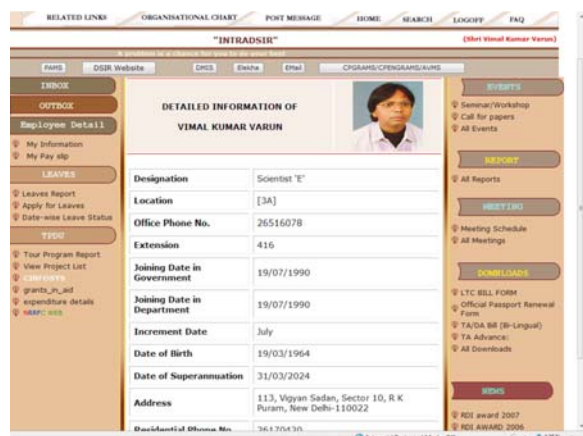 RELATED LINKS ORGANISATIONAL CHART POST MESSAGE HOME SEARCH LOGOFF FAQ
"INTRADSIR" (Shri Vimal Kumar Varun)
A problem is a chance for you to do your best
PAMS DSIR Website DMIS Elekha EMail CPGRAMS/CPENGRAMS/AVMS
INBOX
OUTBOX
Employee Detail
My Information
My Pay slip
LEAVES
Leaves Report
Apply for Leaves
Date-wise Leave Status
TPDU
Tour Program Report
View Project List
grants_in_aid
expenditure details
WEB
DETAILED INFORMATION OF
VIMAL KUMAR VARUN
Designation Scientist 'E'
Location [3A]
Office Phone No. 26516078
Extension 416
Joining Date in
Government 19/07/1990
Joining Date in
Department 19/07/1990
Increment Date July
Date of Birth 19/03/1964
Date of Superannuation 31/03/2024
Address 113, Vigyan Sadan, Sector 10, R K
Puram, New Delhi-110022
Residential Phone No 26170420
EVENTS
Seminar/Workshop
Call for papers
All Events
REPORT
All Reports
MEETING
Meeting Schedule
All Meetings
DOWNLOADS
LTC BILL FORM
Official Passport Renewal
Form
TA/DA Bill (Bi-Lingual)
TA Advance:
All Downloads
NEWS
RDI award 2007
RDI AWARD 2006